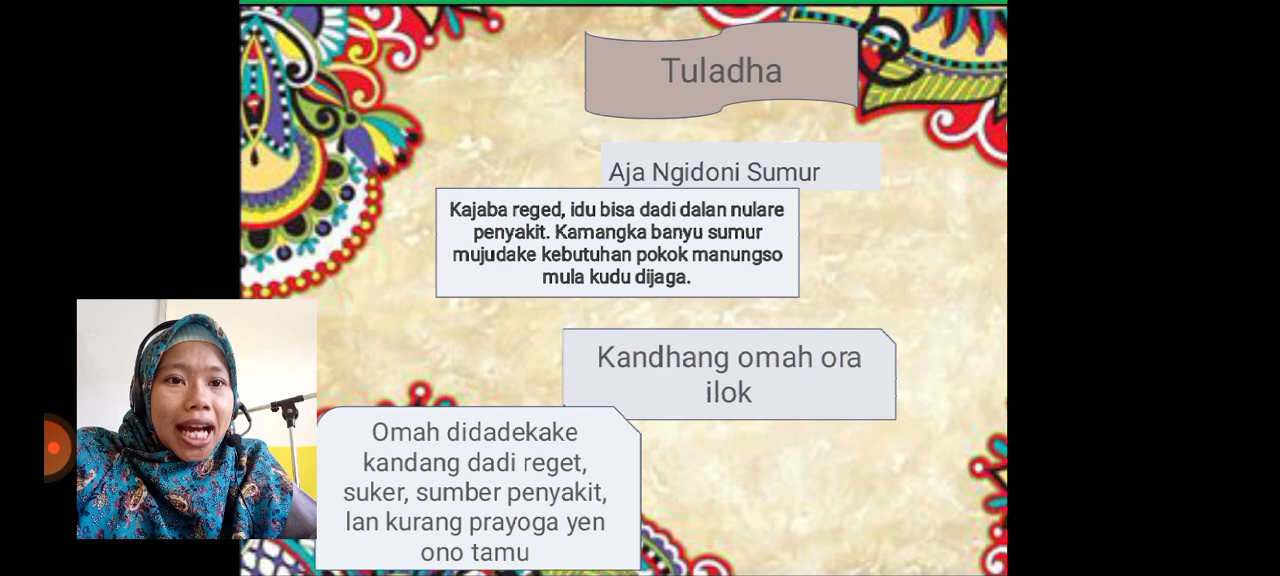 Tuladha
Aja Ngidoni Sumur
Kajaba reged, idu bisa dadi dalan nulare
penyakit. Kamangka banyu sumur
mujudake kebutuhan pokok manungso
mula kudu dijaga.
Kandhang omah ora
ilok
Omah didadekake
kandang dadi reget,
suker, sumber penyakit,
lan kurang prayoga yen
ono tamu